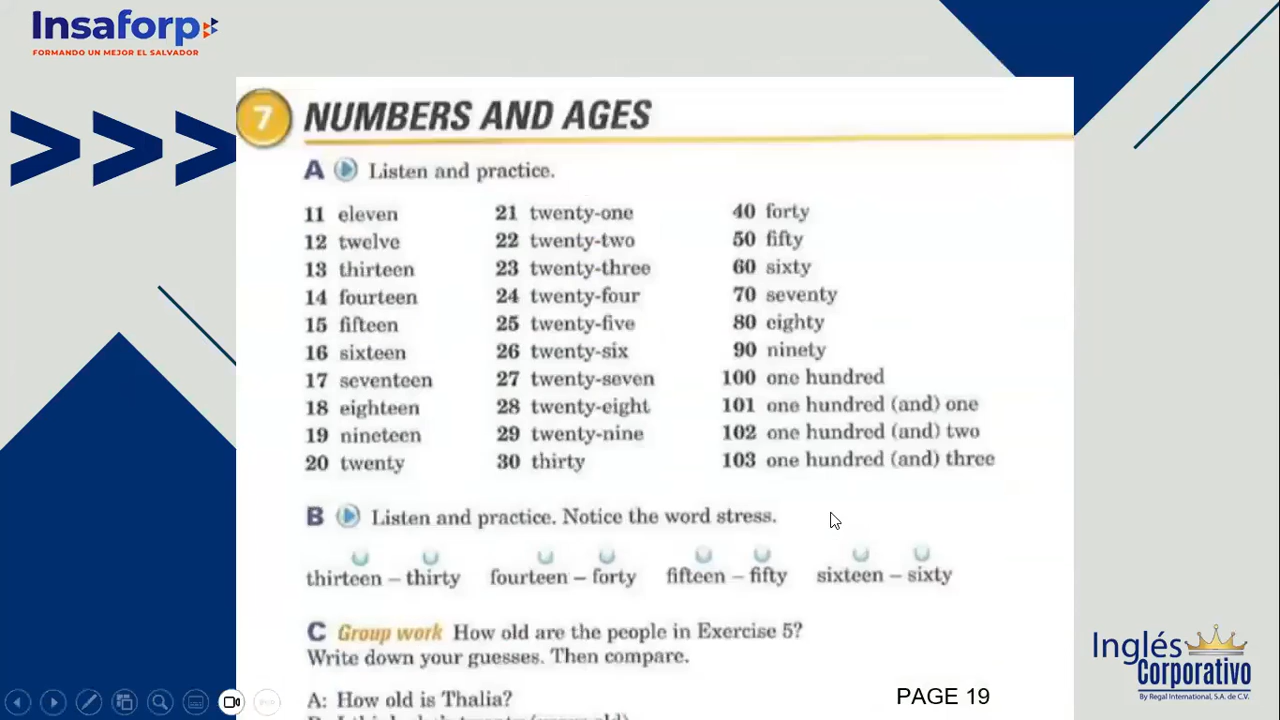 Insaforp
FORMANDO UN MEJOR EL SALVADOR
7 NUMBERS AND AGES
A Listen and practice.
11 eleven
12 twelve
13 thirteen
14 fourteen
15 fifteen
16 sixteen
17 seventeen
18 eighteen
19 nineteen
20 twenty
21 twenty-one
22 twenty-two
23 twenty-three
24 twenty-four
25 twenty-five
26 twenty-six
27 twenty-seven
28 twenty-eight
29 twenty-nine
30 thirty
40 forty
50 fifty
60 sixty
70 seventy
80 eighty
90 ninety
100 one hundred
101 one hundred (and) one
102 one hundred (and) two
103 one hundred (and) three
B Listen and practice. Notice the word stress.
thirteen – thirty fourteen – forty fifteen – fifty sixteen – sixty
C Group work How old are the people in Exercise 5?
Write down your guesses. Then compare.
A: How old is Thalia?
PAGE 19
Inglés
Corporativo
By Regal International, S.A. de C.V.